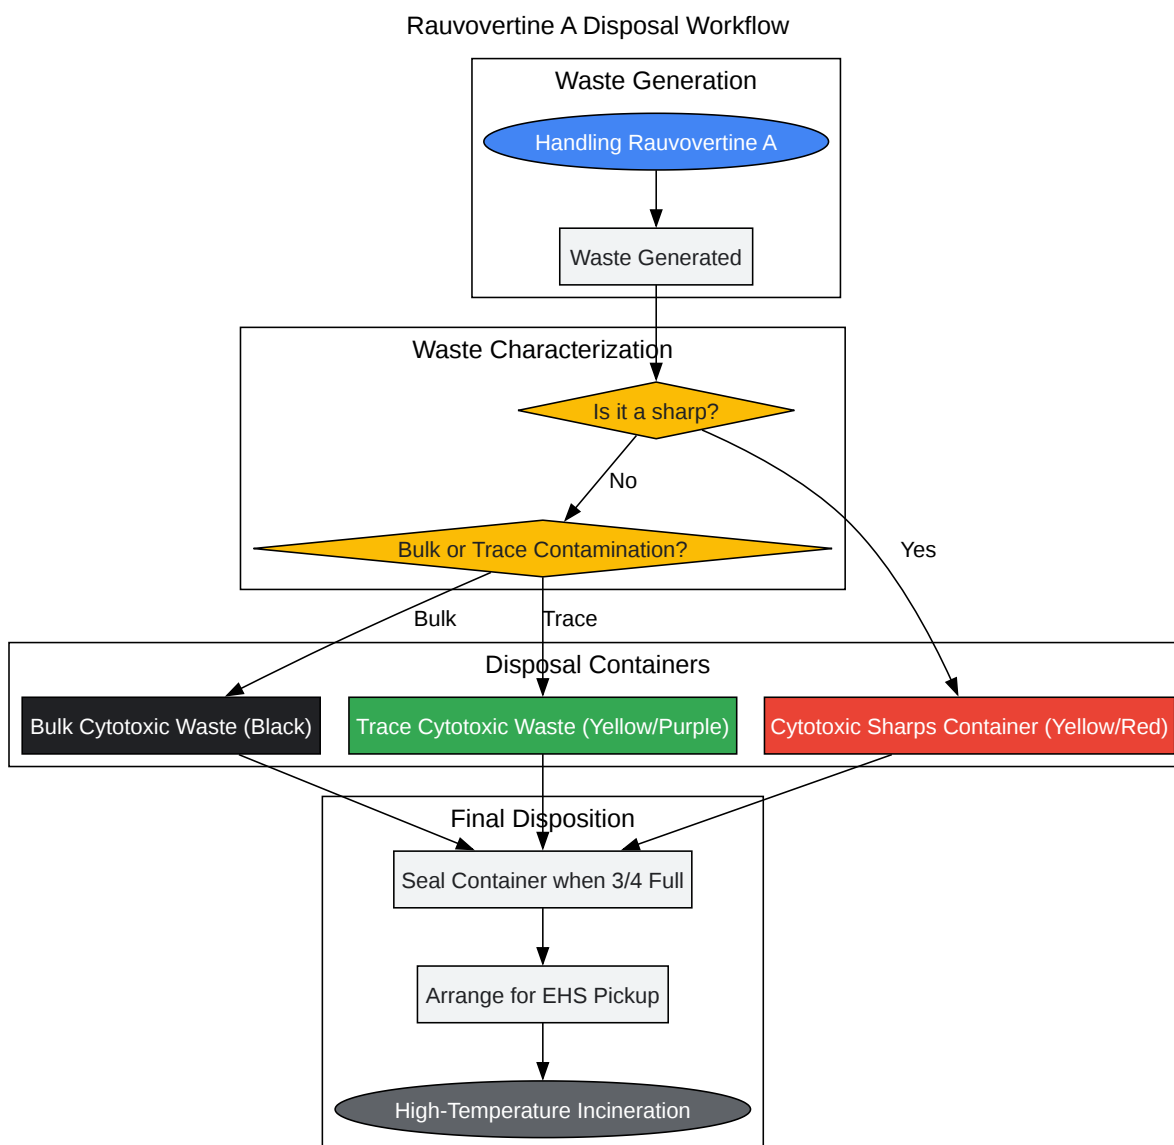 Rauvovertine A Disposal Workflow
Waste Generation
Handling Rauvovertine A
Waste Generated
Waste Characterization
Is it a sharp?
No
Yes
Bulk or Trace Contamination?
Bulk
Trace
Disposal Containers
Bulk Cytotoxic Waste (Black)
Trace Cytotoxic Waste (Yellow/Purple)
Cytotoxic Sharps Container (Yellow/Red)
Final Disposition
Seal Container when 3/4 Full
Arrange for EHS Pickup
High-Temperature Incineration